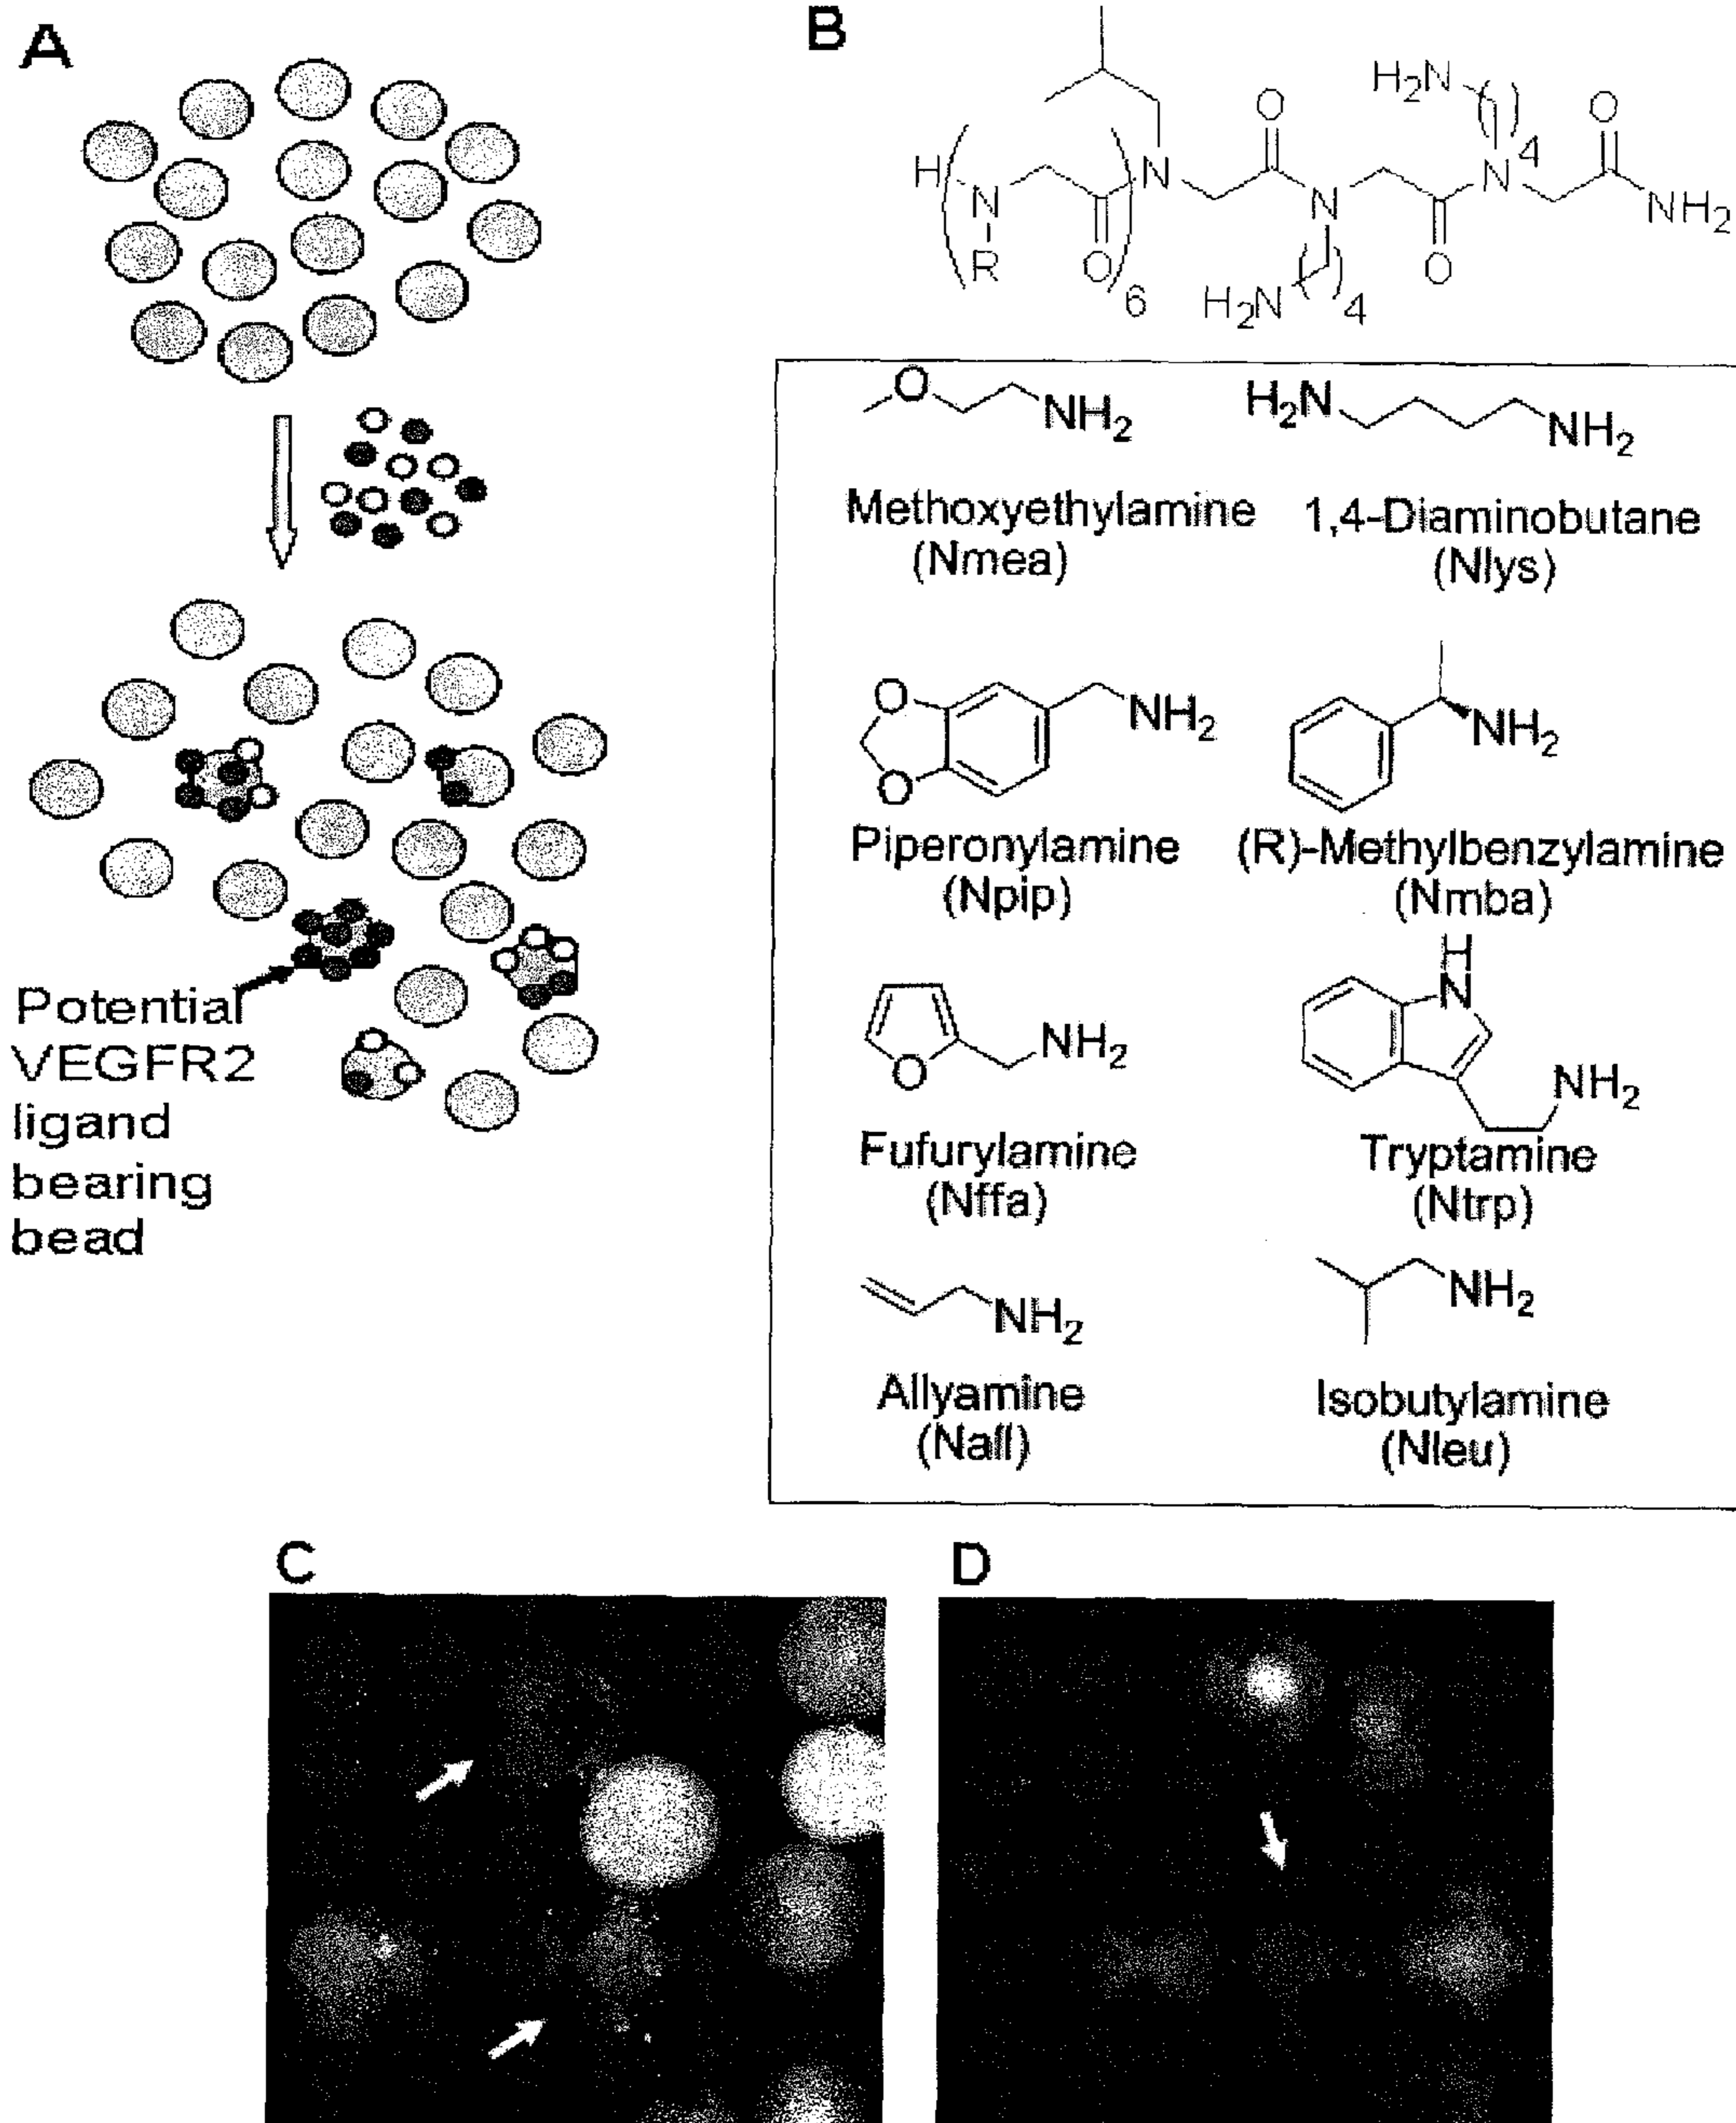 A
Potential
VEGFR2
ligand
bearing
bead
B
H
N
R
O
6
N
O
N
H2N
4
O
H2N
4
N
O
NH2
O
NH2
H2N
NH2
Methoxyethylamine
(Nmea)
1,4-Diaminobutane
(Nlys)
O
O
NH2
NH2
Piperonylamine
(Npip)
(R)-Methylbenzylamine
(Nmba)
O
NH2
H
N
NH2
Fufurylamine
(Nffa)
Tryptamine
(Ntrp)
NH2
NH2
Allyamine
(Nall)
Isobutylamine
(Nleu)
C
D